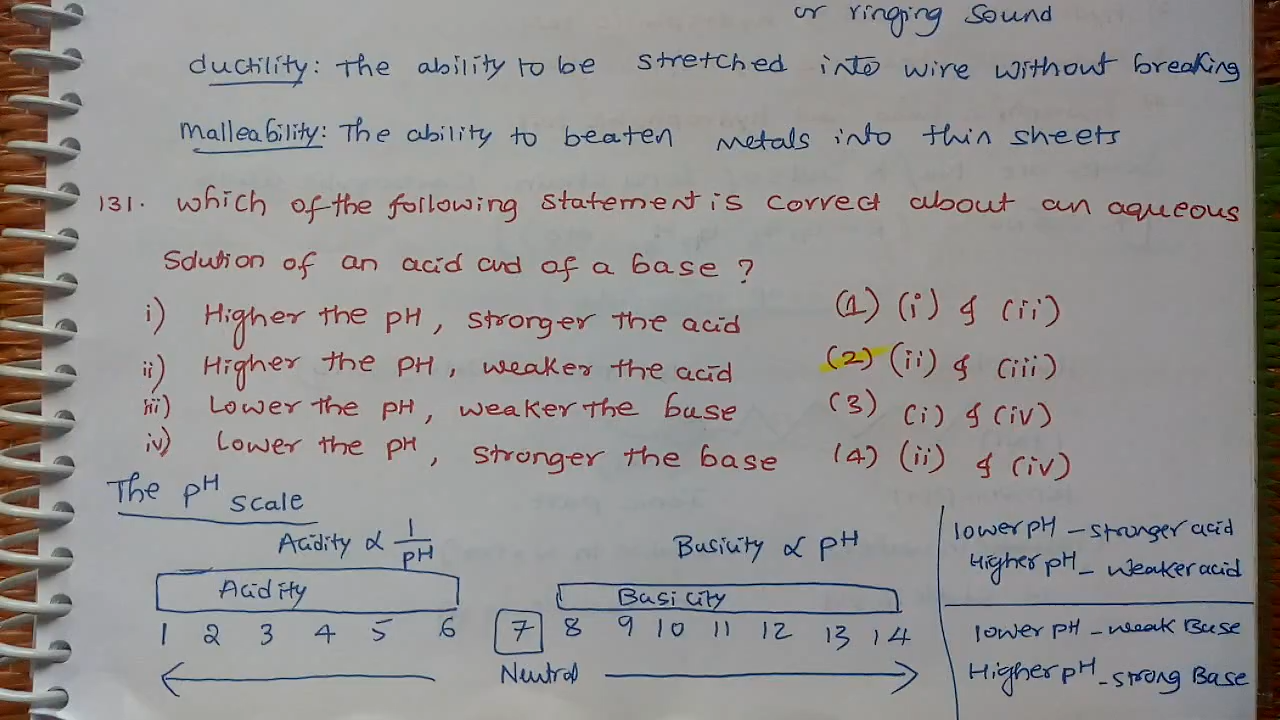 or ringing sound
ductility: The ability to be stretched into wire without breaking
Malleability: The ability to beaten metals into thin sheets
131. which of the following statement is correct about an aqueous
solution of an acid and of a base?
i) Higher the pH, stronger the acid (1) (i) & (iii)
ii) Higher the pH, weaker the acid (2) (ii) & (iii)
iii) Lower the pH, weaker the base (3) (i) & (iv)
iv) Lower the pH, stronger the base (4) (ii) & (iv)
The pH scale
Acidity ∝ 1/pH Basicity ∝ pH
Acidity Basicity
1 2 3 4 5 6 7 8 9 10 11 12 13 14
Neutral
lower pH - stronger acid
Higher pH - weaker acid
lower pH - weak Base
Higher pH - strong Base